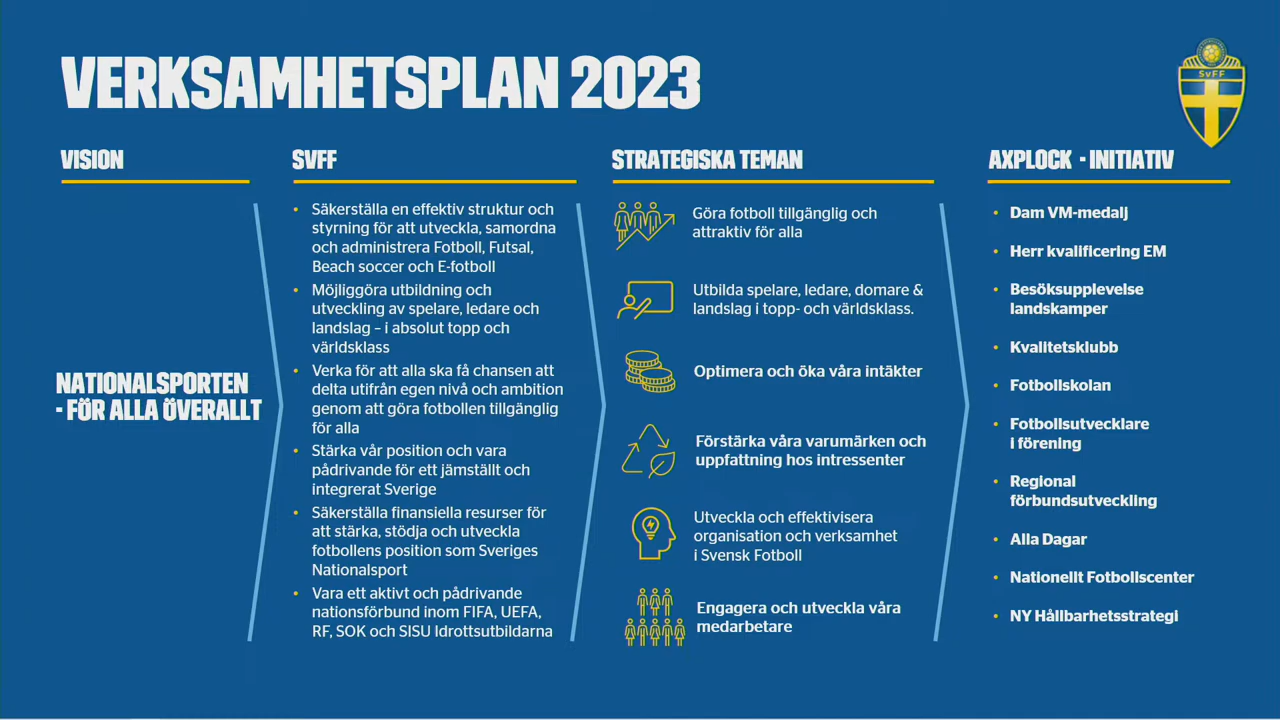 VERKSAMHETSPLAN 2023
SvFF
VISION
NATIONALSPORTEN
- FÖR ALLA ÖVERALLT
SVFF
• Säkerställa en effektiv struktur och
styrning för att utveckla, samordna
och administrera Fotboll, Futsal,
Beach soccer och E-fotboll
• Möjliggöra utbildning och
utveckling av spelare, ledare och
landslag – i absolut topp och
världsklass
• Verka för att alla ska få chansen att
delta utifrån egen nivå och ambition
genom att göra fotbollen tillgänglig
för alla
• Stärka vår position och vara
pådrivande för ett jämställt och
integrerat Sverige
• Säkerställa finansiella resurser för
att stärka, stödja och utveckla
fotbollens position som Sveriges
Nationalsport
• Vara ett aktivt och pådrivande
nationsförbund inom FIFA, UEFA,
RF, SOK och SISU Idrottsutbildarna
STRATEGISKA TEMAN
Göra fotboll tillgänglig och
attraktiv för alla
Utbilda spelare, ledare, domare &
landslag i topp- och världsklass.
Optimera och öka våra intäkter
Förstärka våra varumärken och
uppfattning hos intressenter
Utveckla och effektivisera
organisation och verksamhet
i Svensk Fotboll
Engagera och utveckla våra
medarbetare
AXPLOCK - INITIATIV
• Dam VM-medalj
• Herr kvalificering EM
• Besöksupplevelse
landskamper
• Kvalitetsklubb
• Fotbollskolan
• Fotbollsutvecklare
i förening
• Regional
förbundsutveckling
• Alla Dagar
• Nationellt Fotbollscenter
• NY Hållbarhetsstrategi